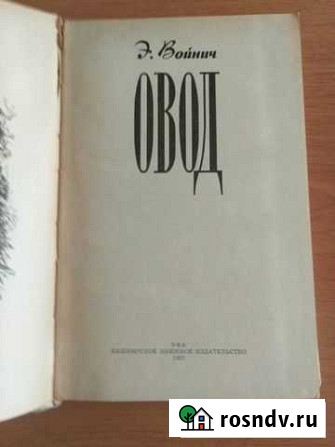 Э. Войнич
ОВОД
УФА
БАШКИРСКОЕ КНИЖНОЕ ИЗДАТЕЛЬСТВО
rosndv.ru